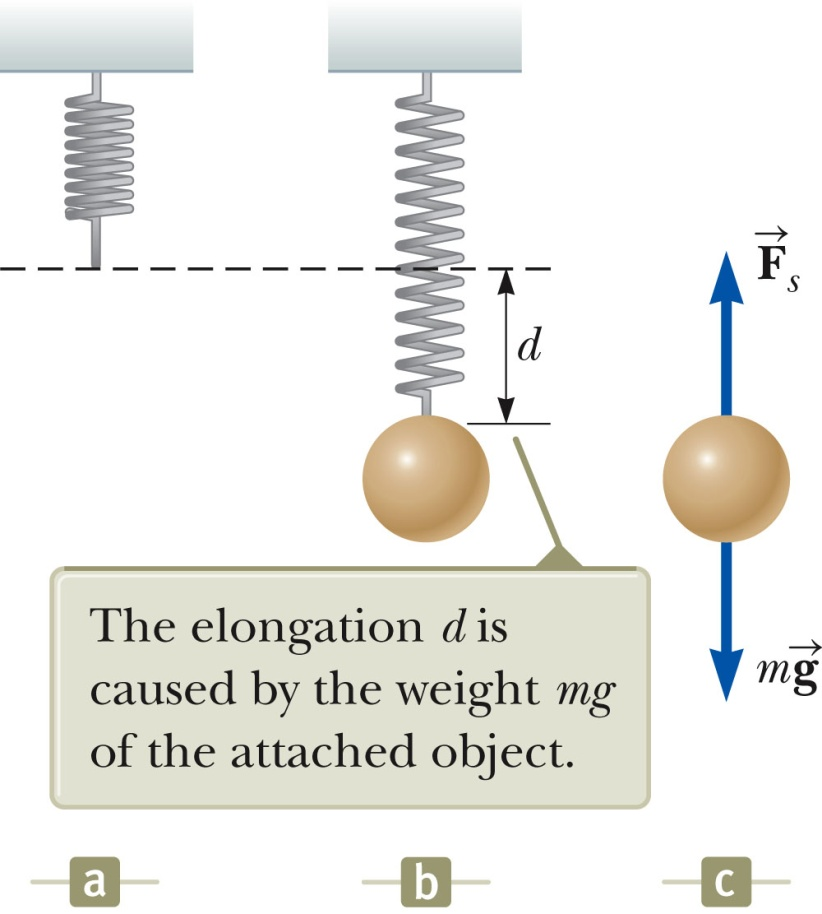 d
F⃗s
The elongation d is
caused by the weight mg
of the attached object.
mg⃗
a
b
c